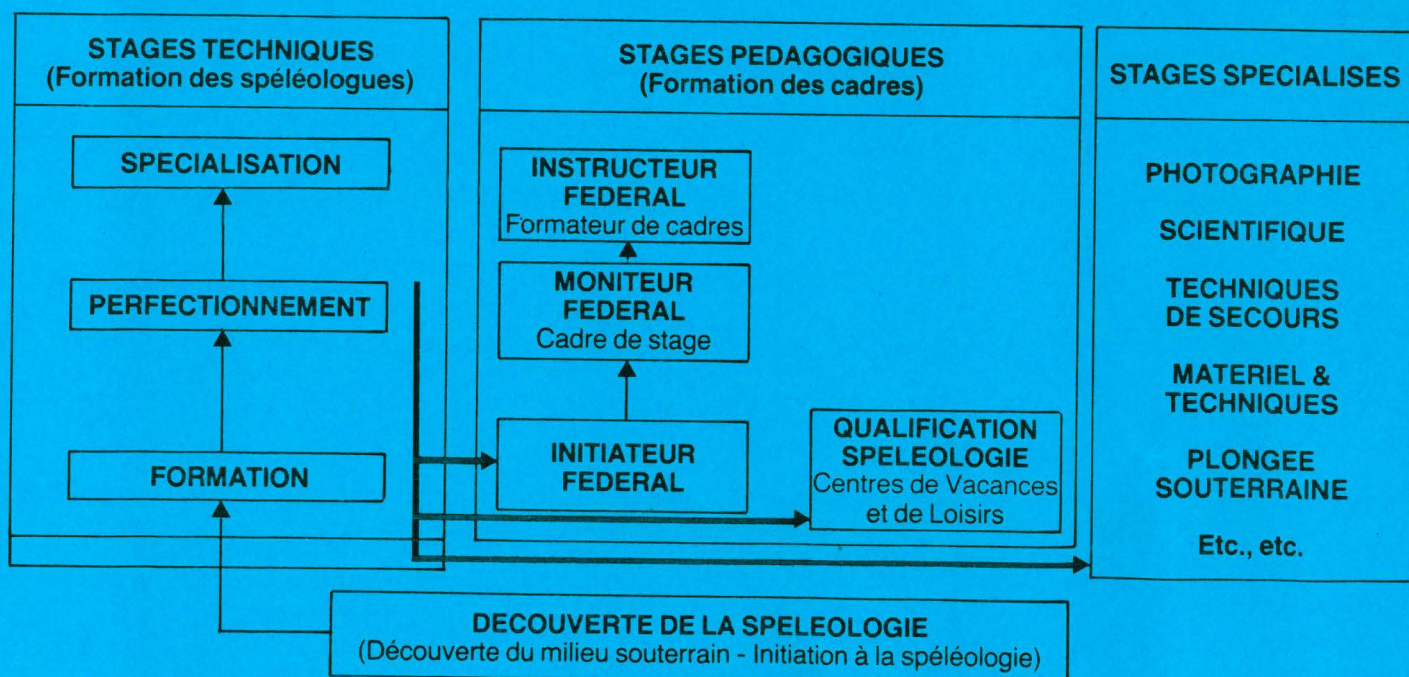 STAGES TECHNIQUES
(Formation des spéléologues)
SPECIALISATION
PERFECTIONNEMENT
FORMATION
STAGES PEDAGOGIQUES
(Formation des cadres)
INSTRUCTEUR
FEDERAL
Formateur de cadres
MONITEUR
FEDERAL
Cadre de stage
INITIATEUR
FEDERAL
QUALIFICATION
SPELEOLOGIE
Centres de Vacances
et de Loisirs
STAGES SPECIALISES
PHOTOGRAPHIE
SCIENTIFIQUE
TECHNIQUES
DE SECOURS
MATERIEL &
TECHNIQUES
PLONGEE
SOUTERRAINE
Etc., etc.
DECOUVERTE DE LA SPELEOLOGIE
(Découverte du milieu souterrain - Initiation à la spéléologie)